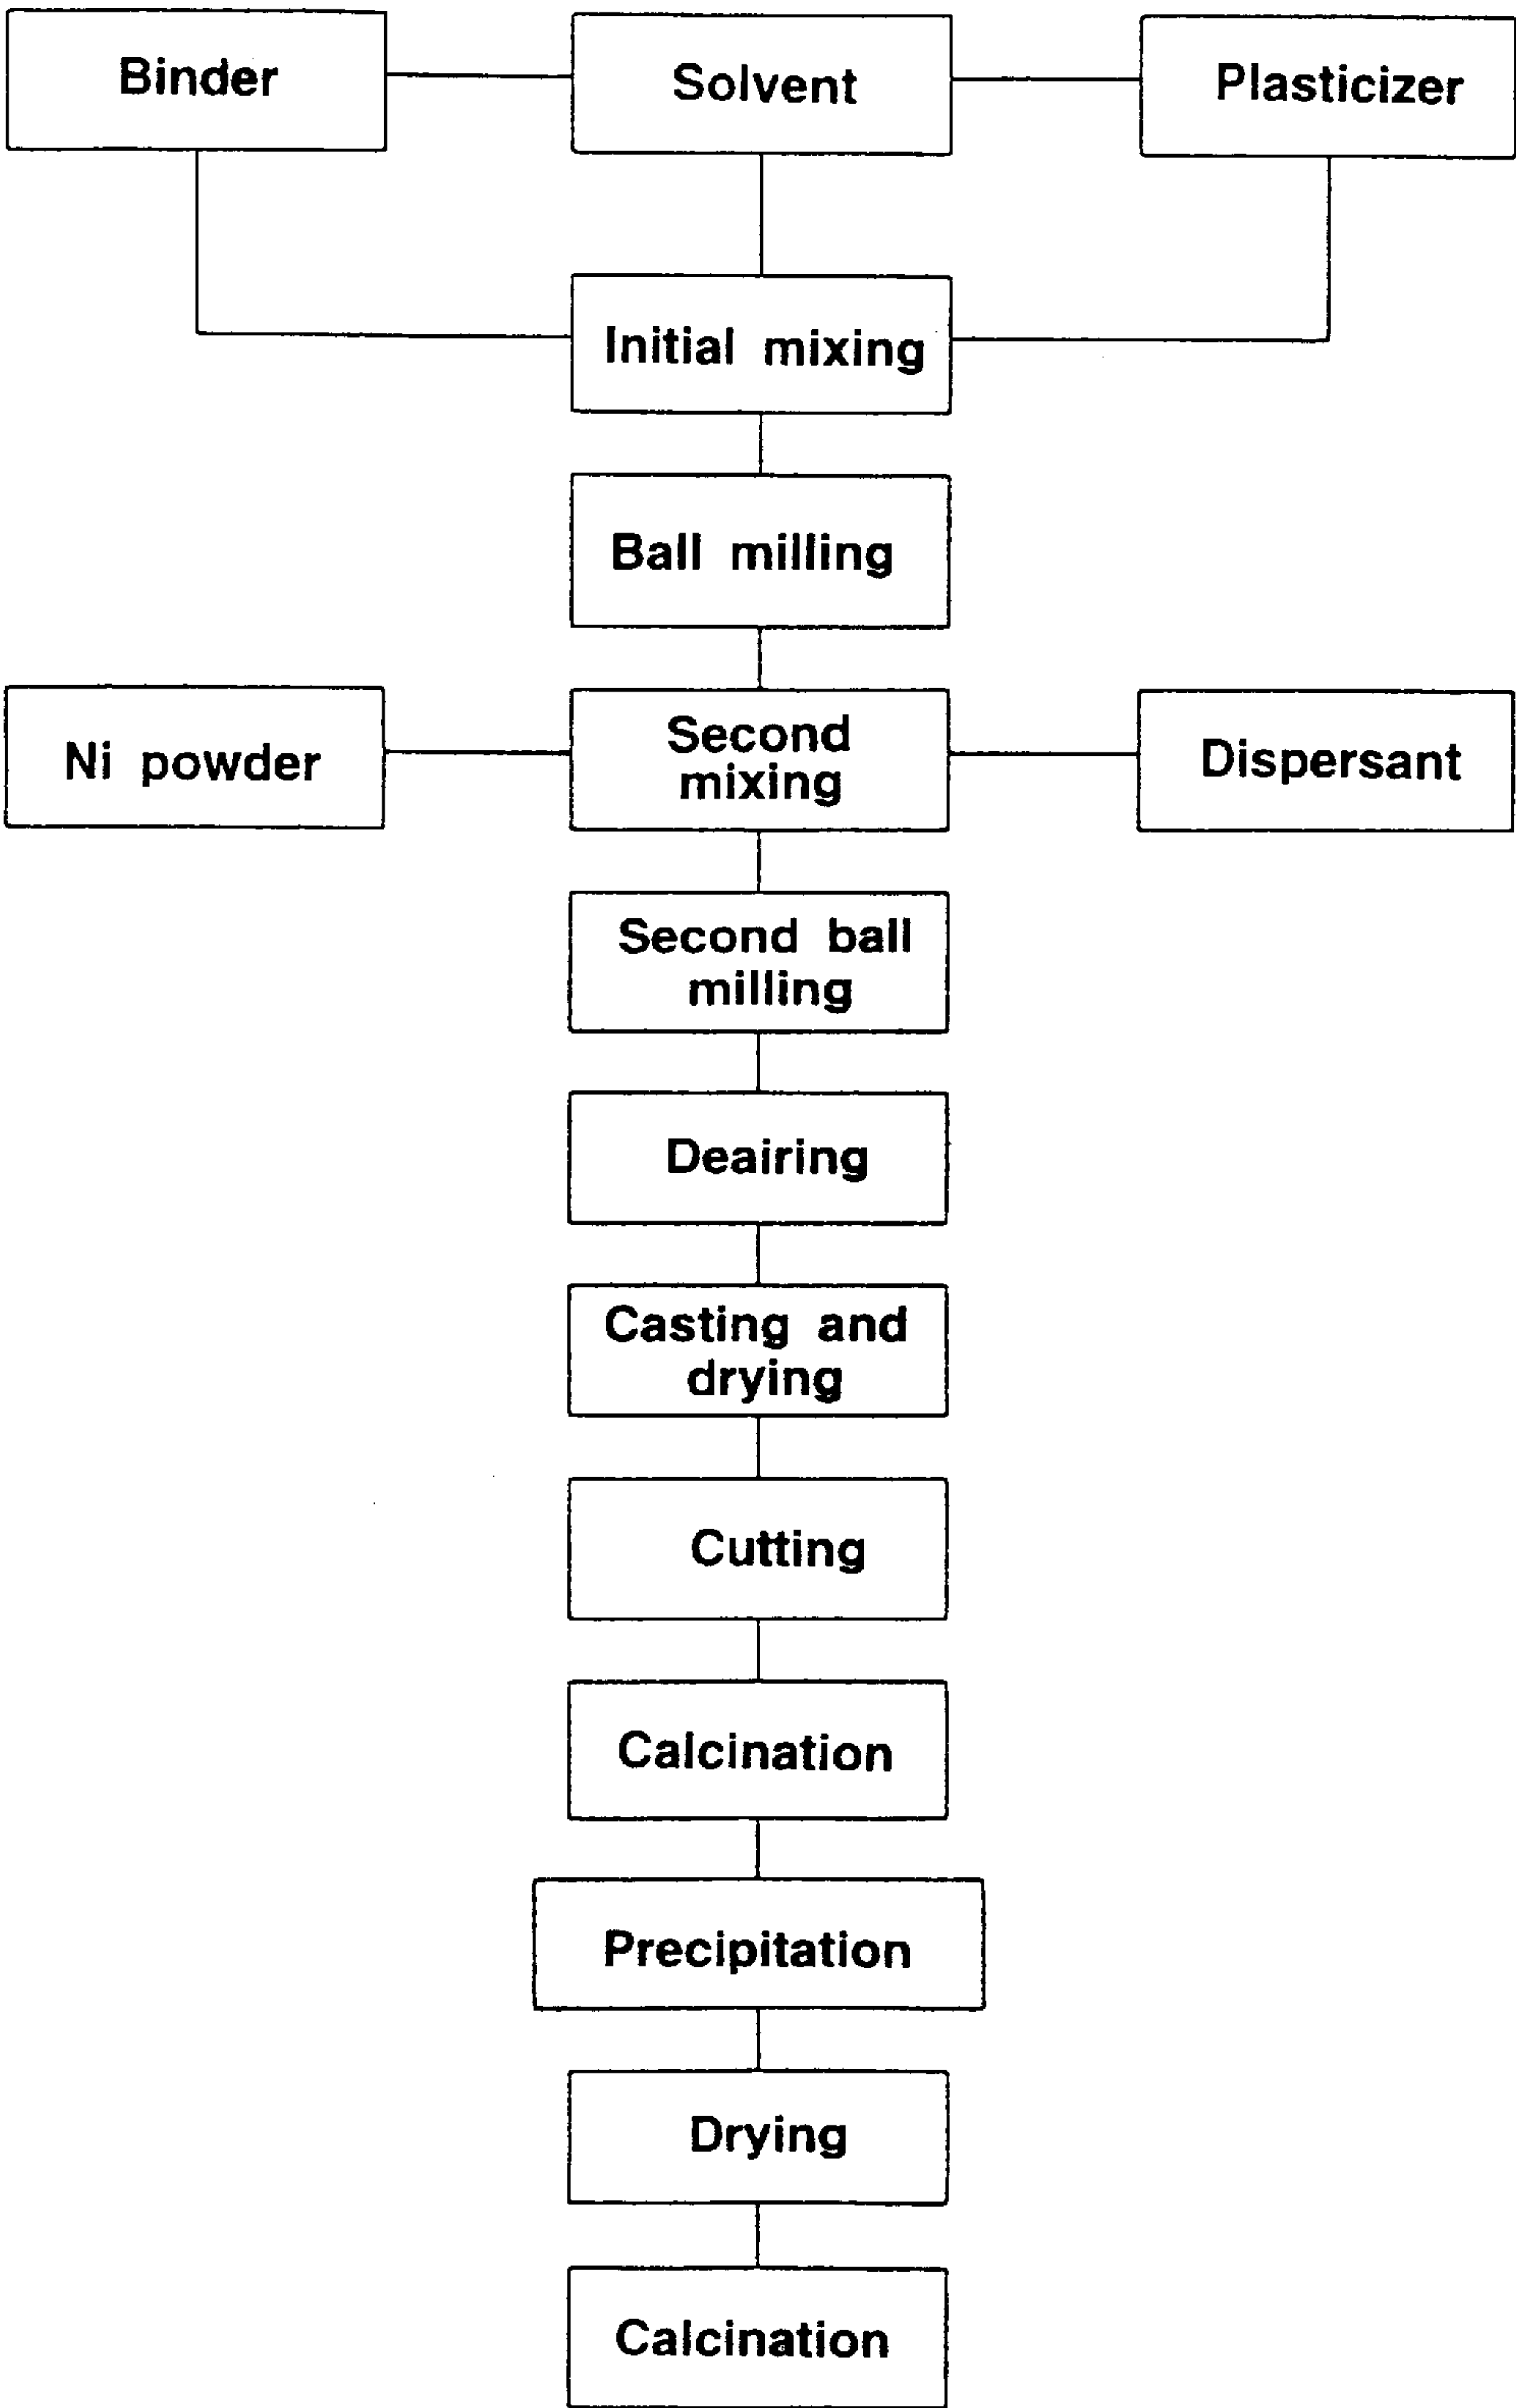 Binder
Solvent
Plasticizer
Initial mixing
Ball milling
Ni powder
Second
mixing
Dispersant
Second ball
milling
Deairing
Casting and
drying
Cutting
Calcination
Precipitation
Drying
Calcination